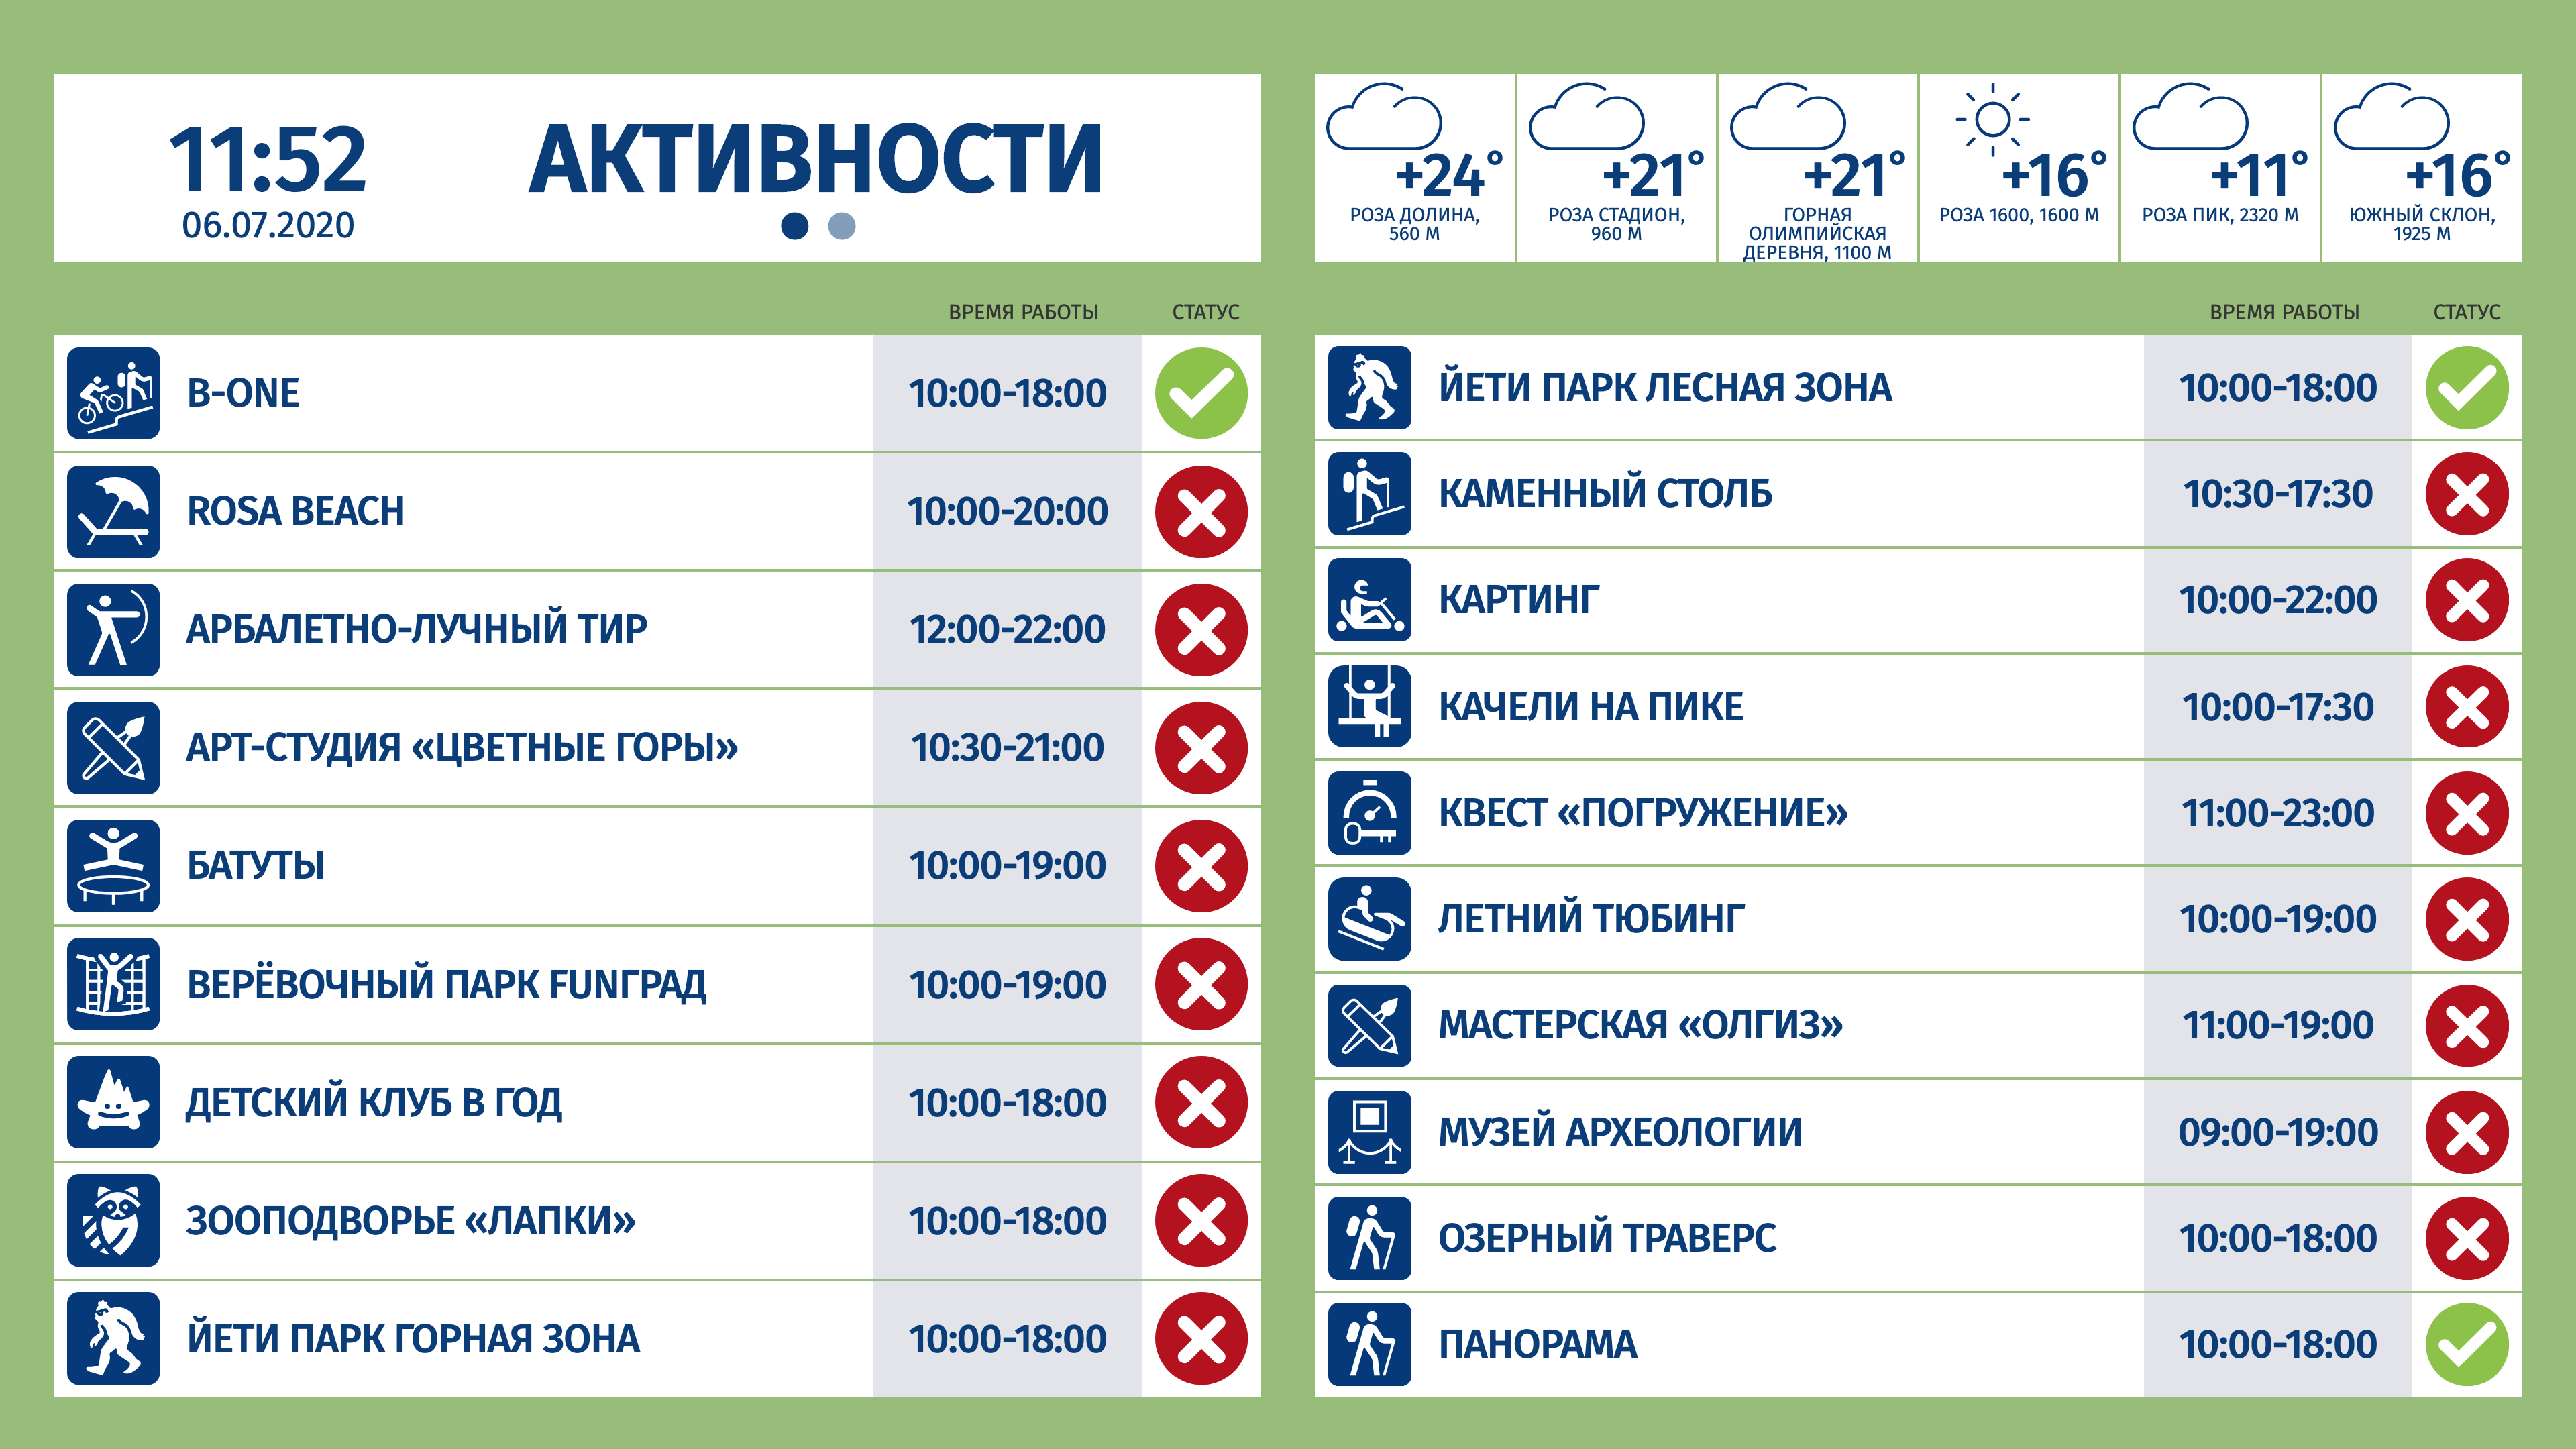 11:52
06.07.2020
АКТИВНОСТИ
+24°
РОЗА ДОЛИНА,
560 М
+21°
РОЗА СТАДИОН,
960 М
+21°
ГОРНАЯ
ОЛИМПИЙСКАЯ
ДЕРЕВНЯ, 1100 М
+16°
РОЗА 1600, 1600 М
+11°
РОЗА ПИК, 2320 М
+16°
ЮЖНЫЙ СКЛОН,
1925 М
ВРЕМЯ РАБОТЫ СТАТУС
B-ONE 10:00-18:00
ROSA BEACH 10:00-20:00
АРБАЛЕТНО-ЛУЧНЫЙ ТИР 12:00-22:00
АРТ-СТУДИЯ «ЦВЕТНЫЕ ГОРЫ» 10:30-21:00
БАТУТЫ 10:00-19:00
ВЕРЁВОЧНЫЙ ПАРК FUNГРАД 10:00-19:00
ДЕТСКИЙ КЛУБ В ГОД 10:00-18:00
ЗООПОДВОРЬЕ «ЛАПКИ» 10:00-18:00
ЙЕТИ ПАРК ГОРНАЯ ЗОНА 10:00-18:00
ВРЕМЯ РАБОТЫ СТАТУС
ЙЕТИ ПАРК ЛЕСНАЯ ЗОНА 10:00-18:00
КАМЕННЫЙ СТОЛБ 10:30-17:30
КАРТИНГ 10:00-22:00
КАЧЕЛИ НА ПИКЕ 10:00-17:30
КВЕСТ «ПОГРУЖЕНИЕ» 11:00-23:00
ЛЕТНИЙ ТЮБИНГ 10:00-19:00
МАСТЕРСКАЯ «ОЛГИЗ» 11:00-19:00
МУЗЕЙ АРХЕОЛОГИИ 09:00-19:00
ОЗЕРНЫЙ ТРАВЕРС 10:00-18:00
ПАНОРАМА 10:00-18:00